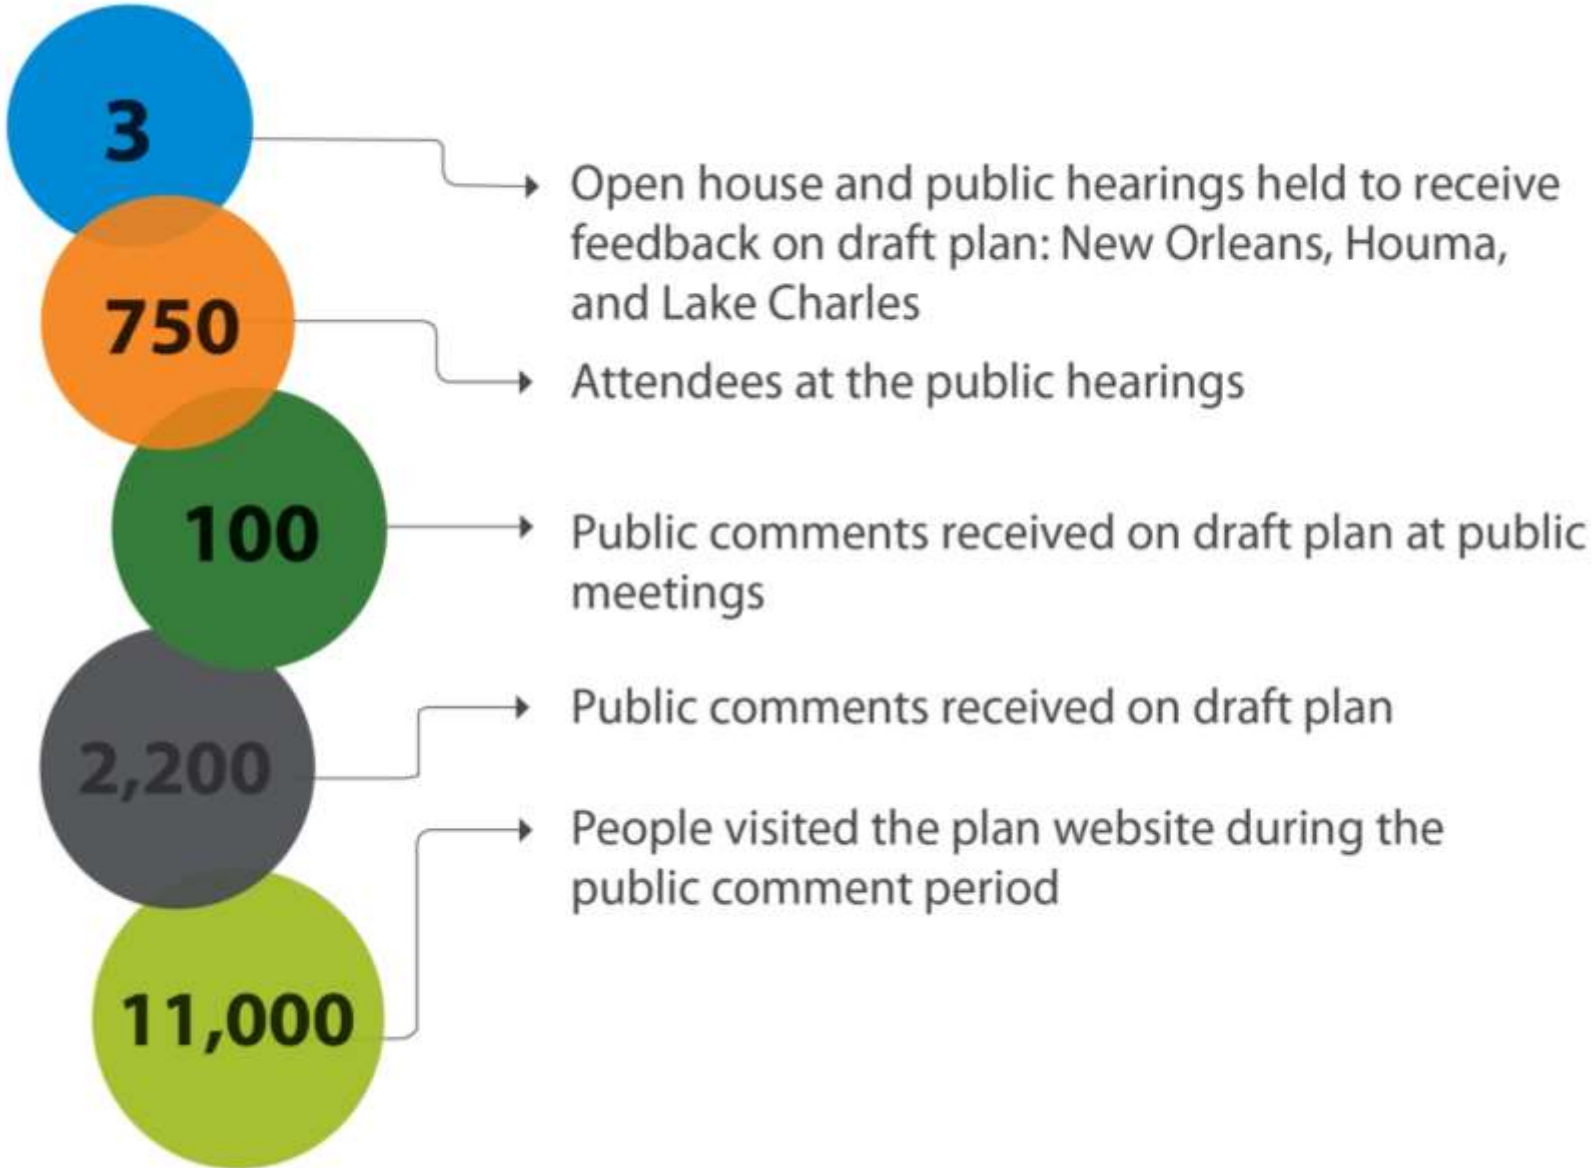 3
Open house and public hearings held to receive
feedback on draft plan: New Orleans, Houma,
and Lake Charles
750
Attendees at the public hearings
100
Public comments received on draft plan at public
meetings
2,200
Public comments received on draft plan
11,000
People visited the plan website during the
public comment period